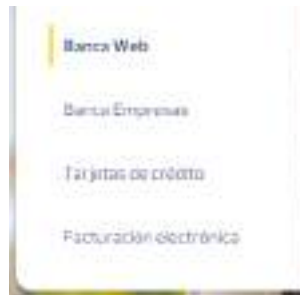 Banca Web
Banca Empresas
Tarjetas de crédito
Facturación electrónica